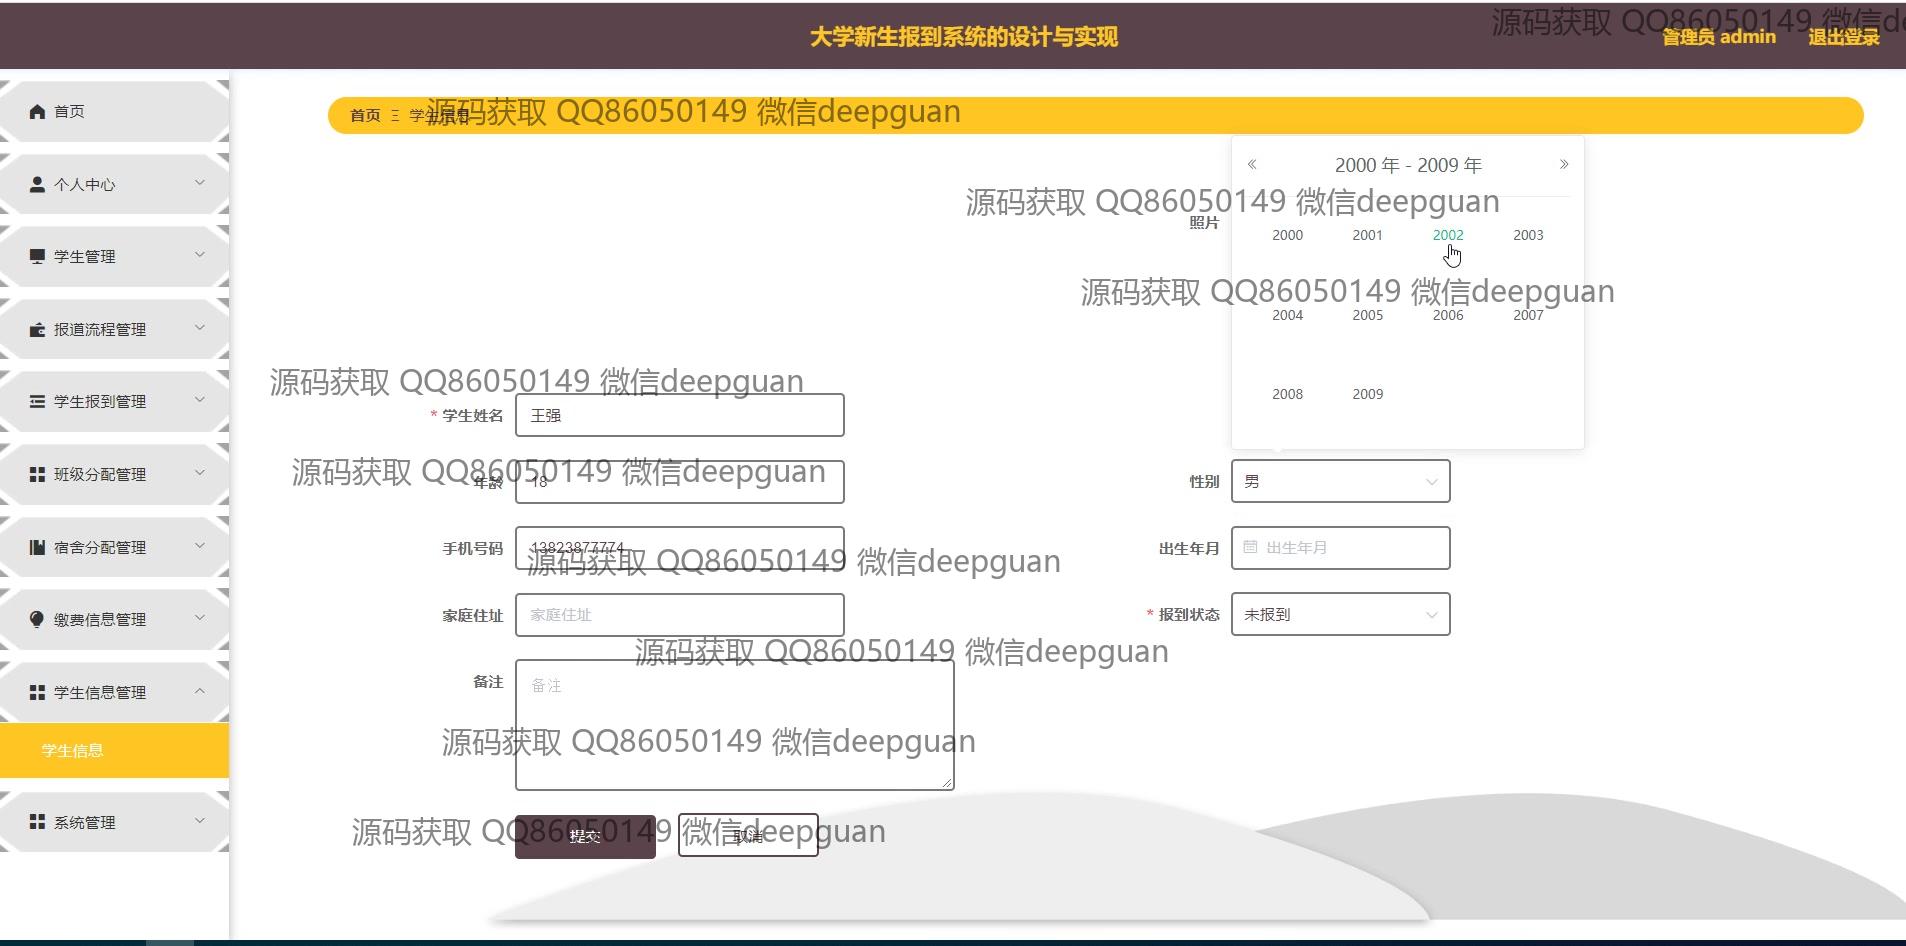 大学新生报到系统的设计与实现
源码获取 QQ86050149 微信de
管理员 admin
退出登录
首页
个人中心
学生管理
报道流程管理
学生报到管理
班级分配管理
宿舍分配管理
缴费信息管理
学生信息管理
学生信息
系统管理
首页 Ξ 学生信息
源码获取 QQ86050149 微信deepguan
2000 年 - 2009 年
源码获取 QQ86050149 微信deepguan
照片
2000 2001 2002 2003
源码获取 QQ86050149 微信deepguan
2004 2005 2006 2007
源码获取 QQ86050149 微信deepguan
2008 2009
* 学生姓名 王强
源码获取 QQ86050149 微信deepguan
年龄 18
性别 男
手机号码 13823877774
出生年月 出生年月
源码获取 QQ86050149 微信deepguan
家庭住址 家庭住址
* 报到状态 未报到
源码获取 QQ86050149 微信deepguan
备注 备注
源码获取 QQ86050149 微信deepguan
源码获取 QQ86050149 微信deepguan
提交 取消